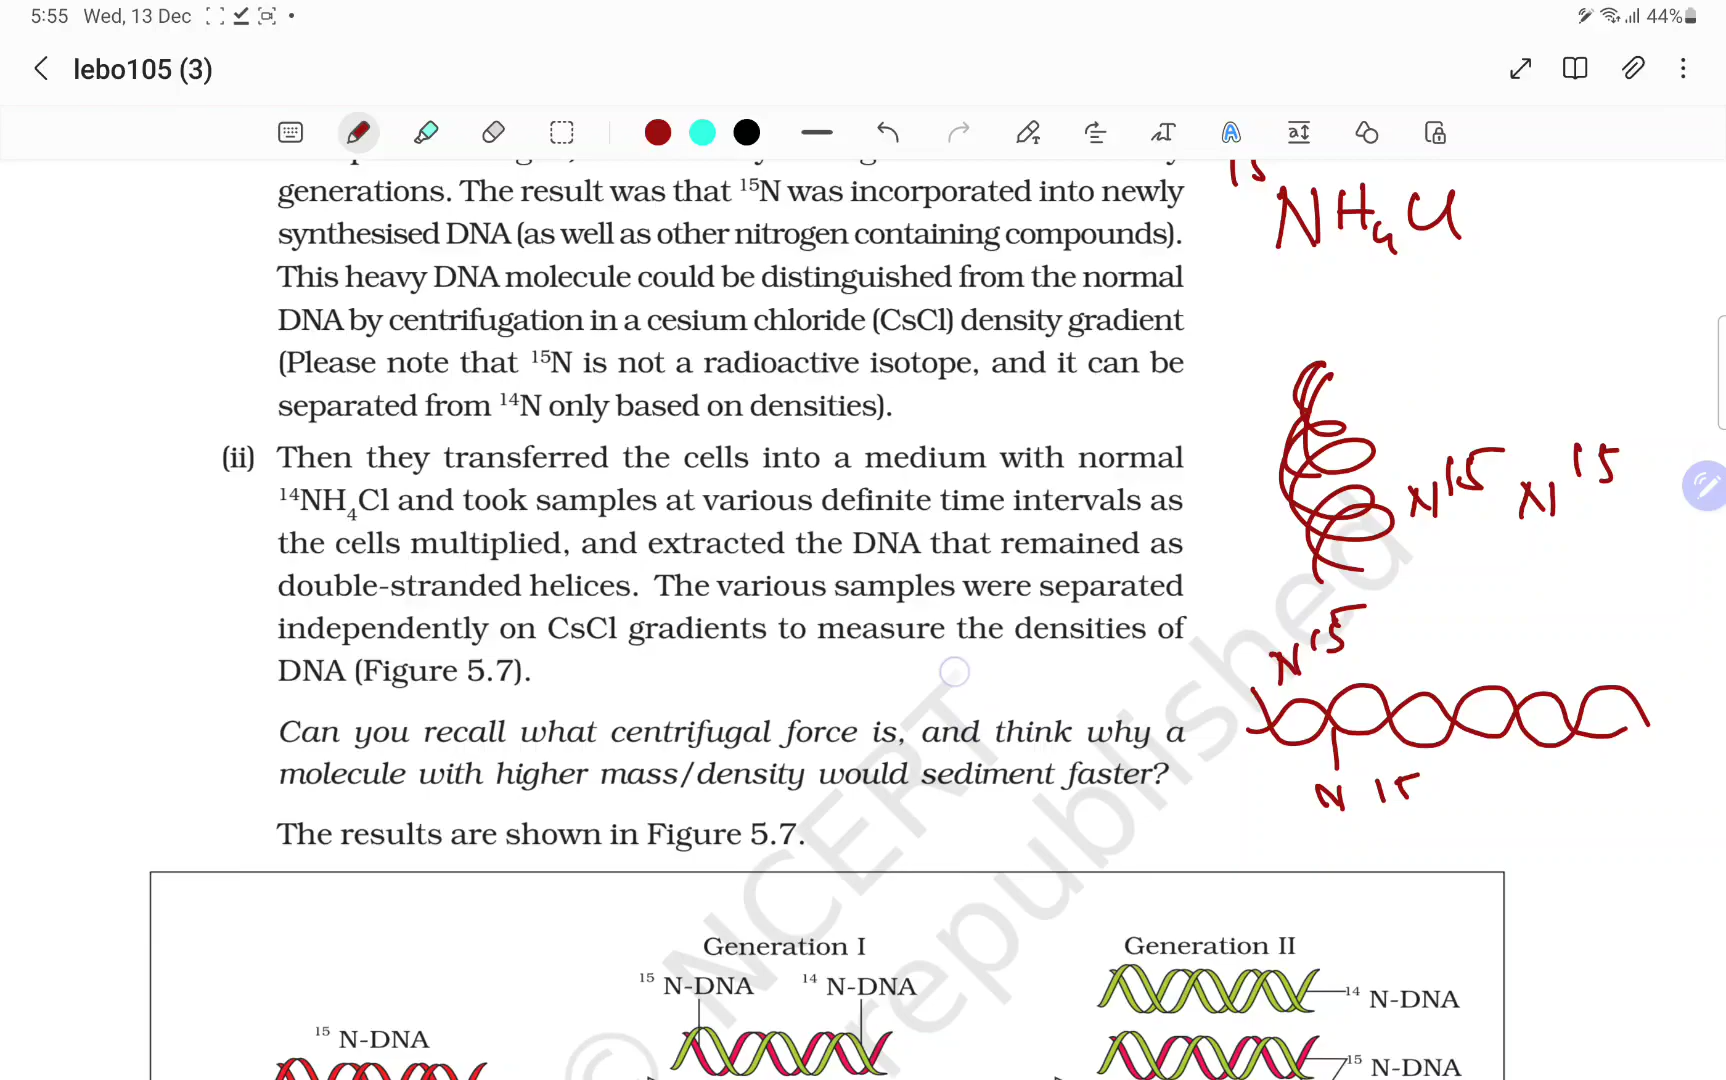 5:55 Wed, 13 Dec 44%
lebo105 (3)
generations. The result was that ¹⁵N was incorporated into newly
synthesised DNA (as well as other nitrogen containing compounds).
This heavy DNA molecule could be distinguished from the normal
DNA by centrifugation in a cesium chloride (CsCl) density gradient
(Please note that ¹⁵N is not a radioactive isotope, and it can be
separated from ¹⁴N only based on densities).
(ii) Then they transferred the cells into a medium with normal
¹⁴NH₄Cl and took samples at various definite time intervals as
the cells multiplied, and extracted the DNA that remained as
double-stranded helices. The various samples were separated
independently on CsCl gradients to measure the densities of
DNA (Figure 5.7).
Can you recall what centrifugal force is, and think why a
molecule with higher mass/density would sediment faster?
The results are shown in Figure 5.7.
15
NH₄Cl
N¹⁵ N¹⁵
N¹⁵
N 15
© NCERT
republished
Generation I
¹⁵ N-DNA ¹⁴ N-DNA
¹⁵ N-DNA
Generation II
¹⁴ N-DNA
¹⁵ N-DNA